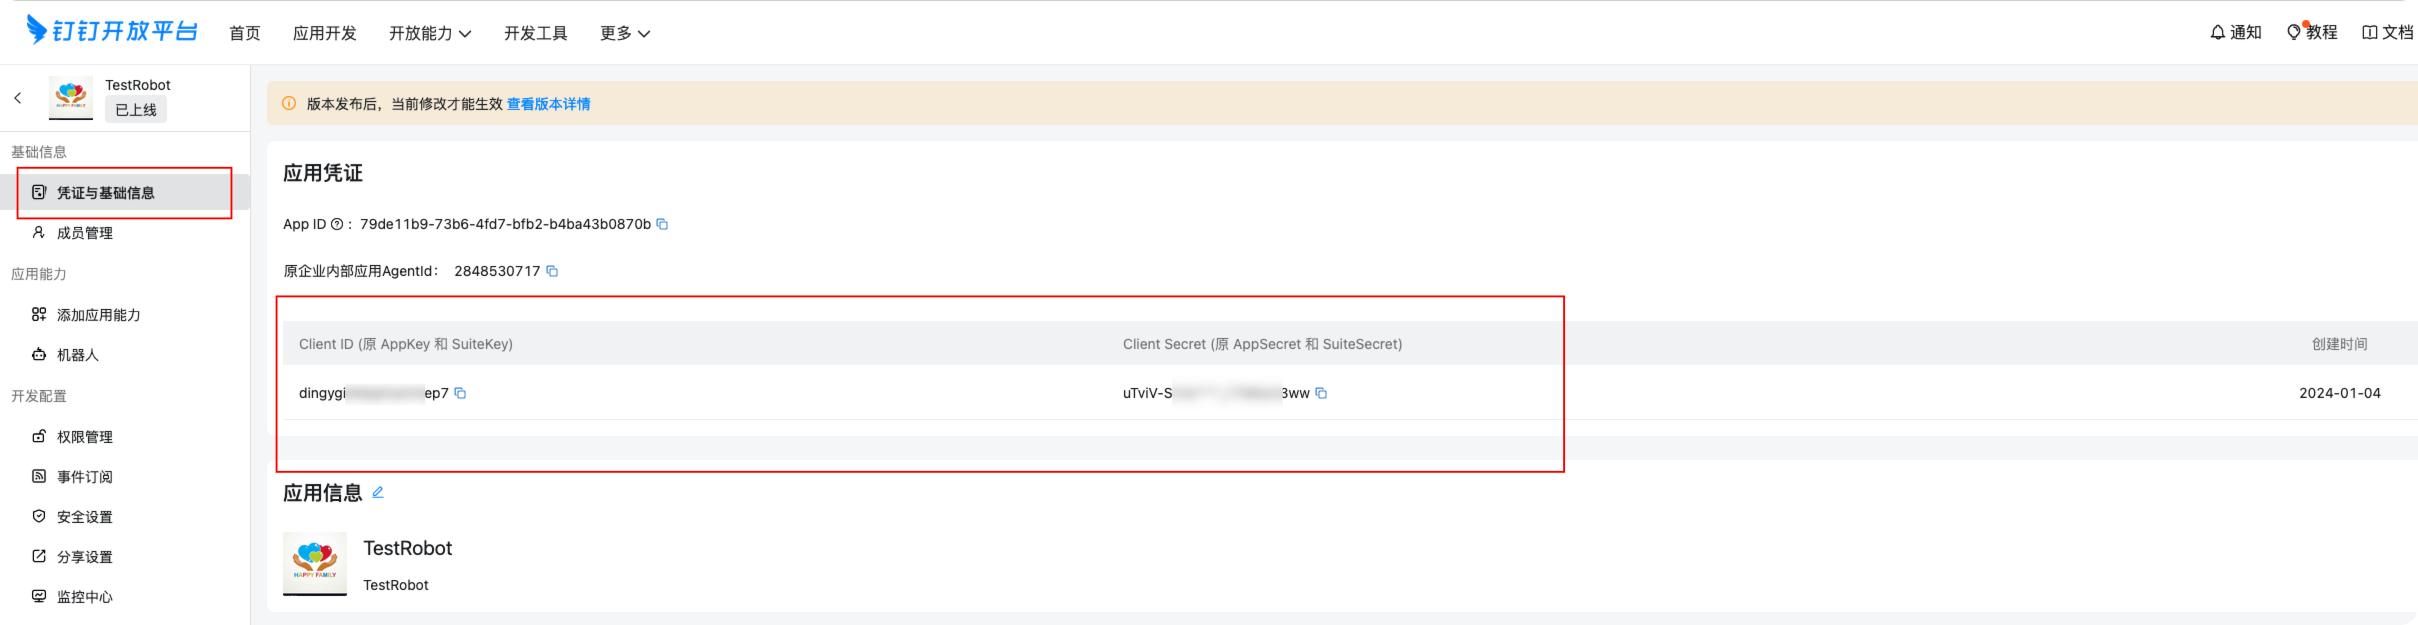 钉钉开放平台 首页 应用开发 开放能力 开发工具 更多 通知 教程 文档
TestRobot
已上线
基础信息
凭证与基础信息
成员管理
应用能力
添加应用能力
机器人
开发配置
权限管理
事件订阅
安全设置
分享设置
监控中心
版本发布后，当前修改才能生效 查看版本详情
应用凭证
App ID ： 79de11b9-73b6-4fd7-bfb2-b4ba43b0870b
原企业内部应用AgentId： 2848530717
Client ID (原 AppKey 和 SuiteKey) Client Secret (原 AppSecret 和 SuiteSecret) 创建时间
dingygi ep7 uTviV-S 3ww 2024-01-04
应用信息
HAPPY FAMILY
TestRobot
TestRobot